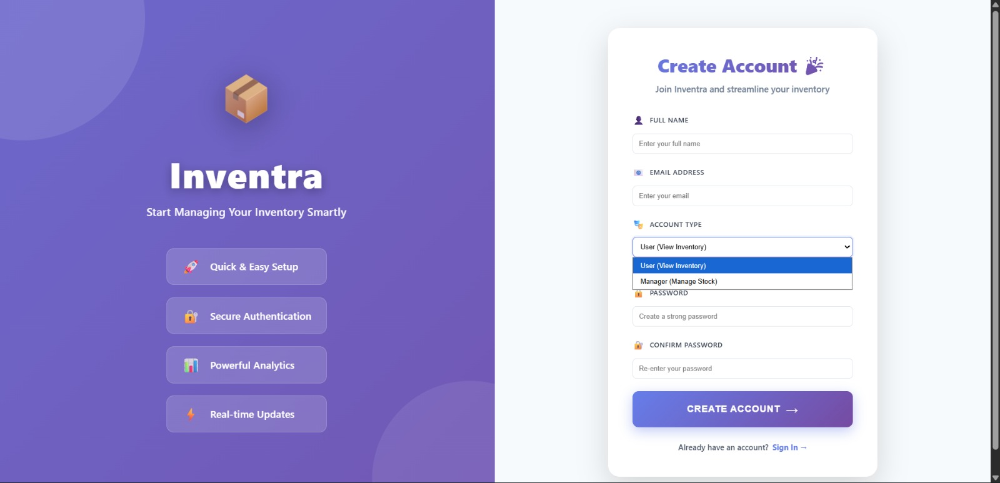 Inventra
Start Managing Your Inventory Smartly
Quick & Easy Setup
Secure Authentication
Powerful Analytics
Real-time Updates
Create Account
Join Inventra and streamline your inventory
FULL NAME
Enter your full name
EMAIL ADDRESS
Enter your email
ACCOUNT TYPE
User (View Inventory)
User (View Inventory)
Manager (Manage Stock)
PASSWORD
Create a strong password
CONFIRM PASSWORD
Re-enter your password
CREATE ACCOUNT →
Already have an account? Sign In →